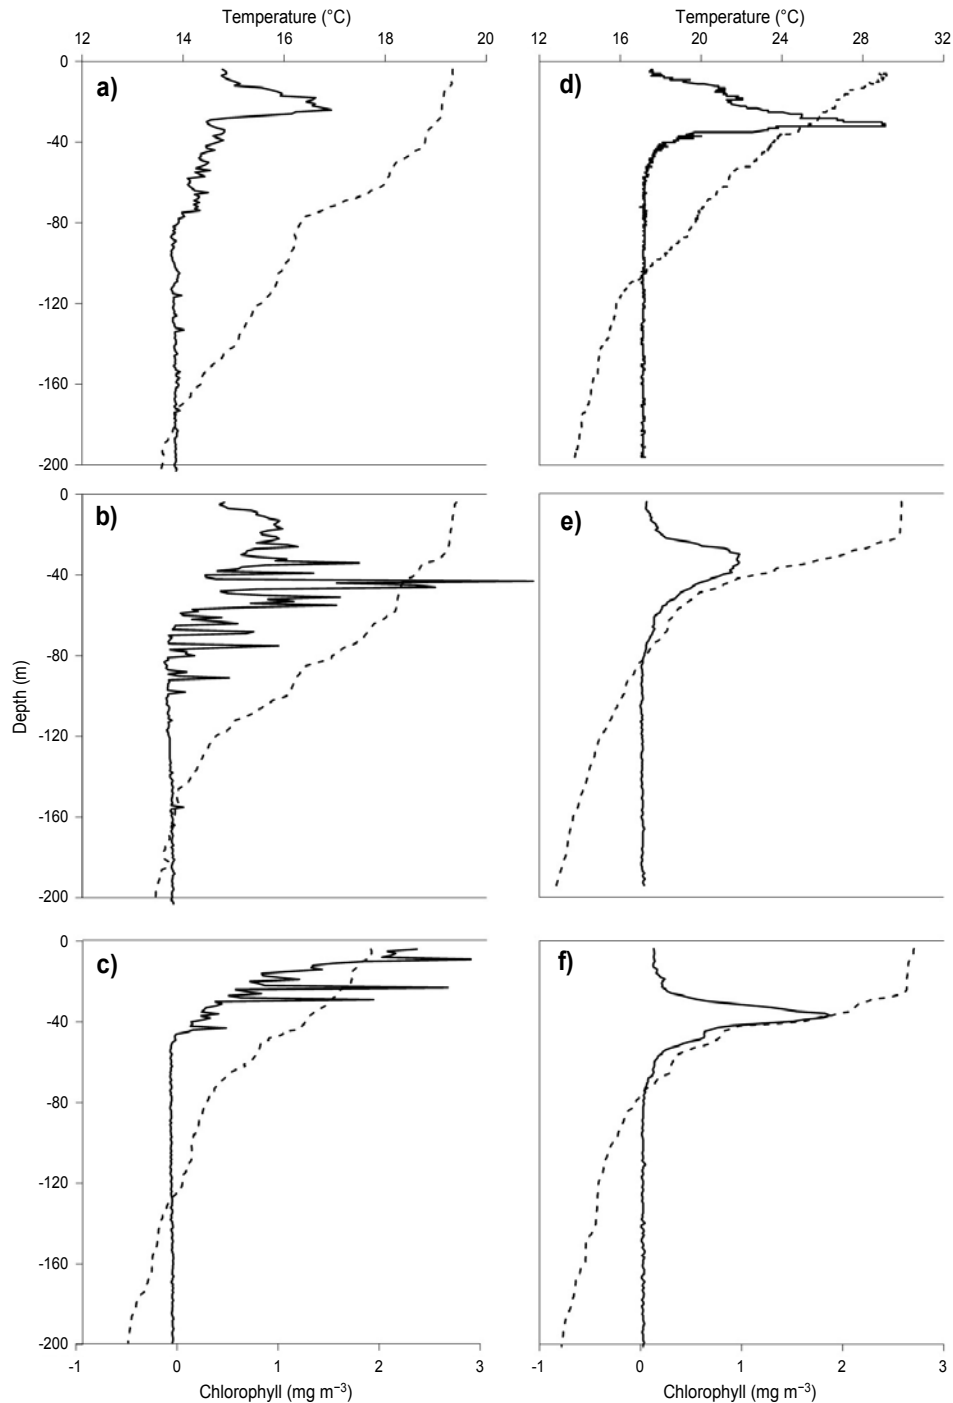 Temperature (°C) Temperature (°C)
12 14 16 18 20 12 16 20 24 28 32
0
a) d)
-40
-80
-120
-160
-200
0
b) e)
-40
-80
Depth (m)
-120
-160
-200
0
c) f)
-40
-80
-120
-160
-200
-1 0 1 2 3 -1 0 1 2 3
Chlorophyll (mg m⁻³) Chlorophyll (mg m⁻³)